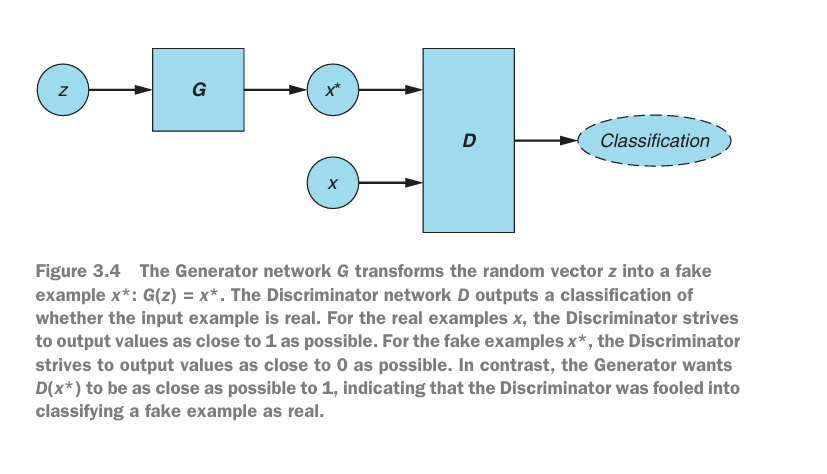 z
G
x*
x
D
Classification
Figure 3.4 The Generator network G transforms the random vector z into a fake
example x*: G(z) = x*. The Discriminator network D outputs a classification of
whether the input example is real. For the real examples x, the Discriminator strives
to output values as close to 1 as possible. For the fake examples x*, the Discriminator
strives to output values as close to 0 as possible. In contrast, the Generator wants
D(x*) to be as close as possible to 1, indicating that the Discriminator was fooled into
classifying a fake example as real.